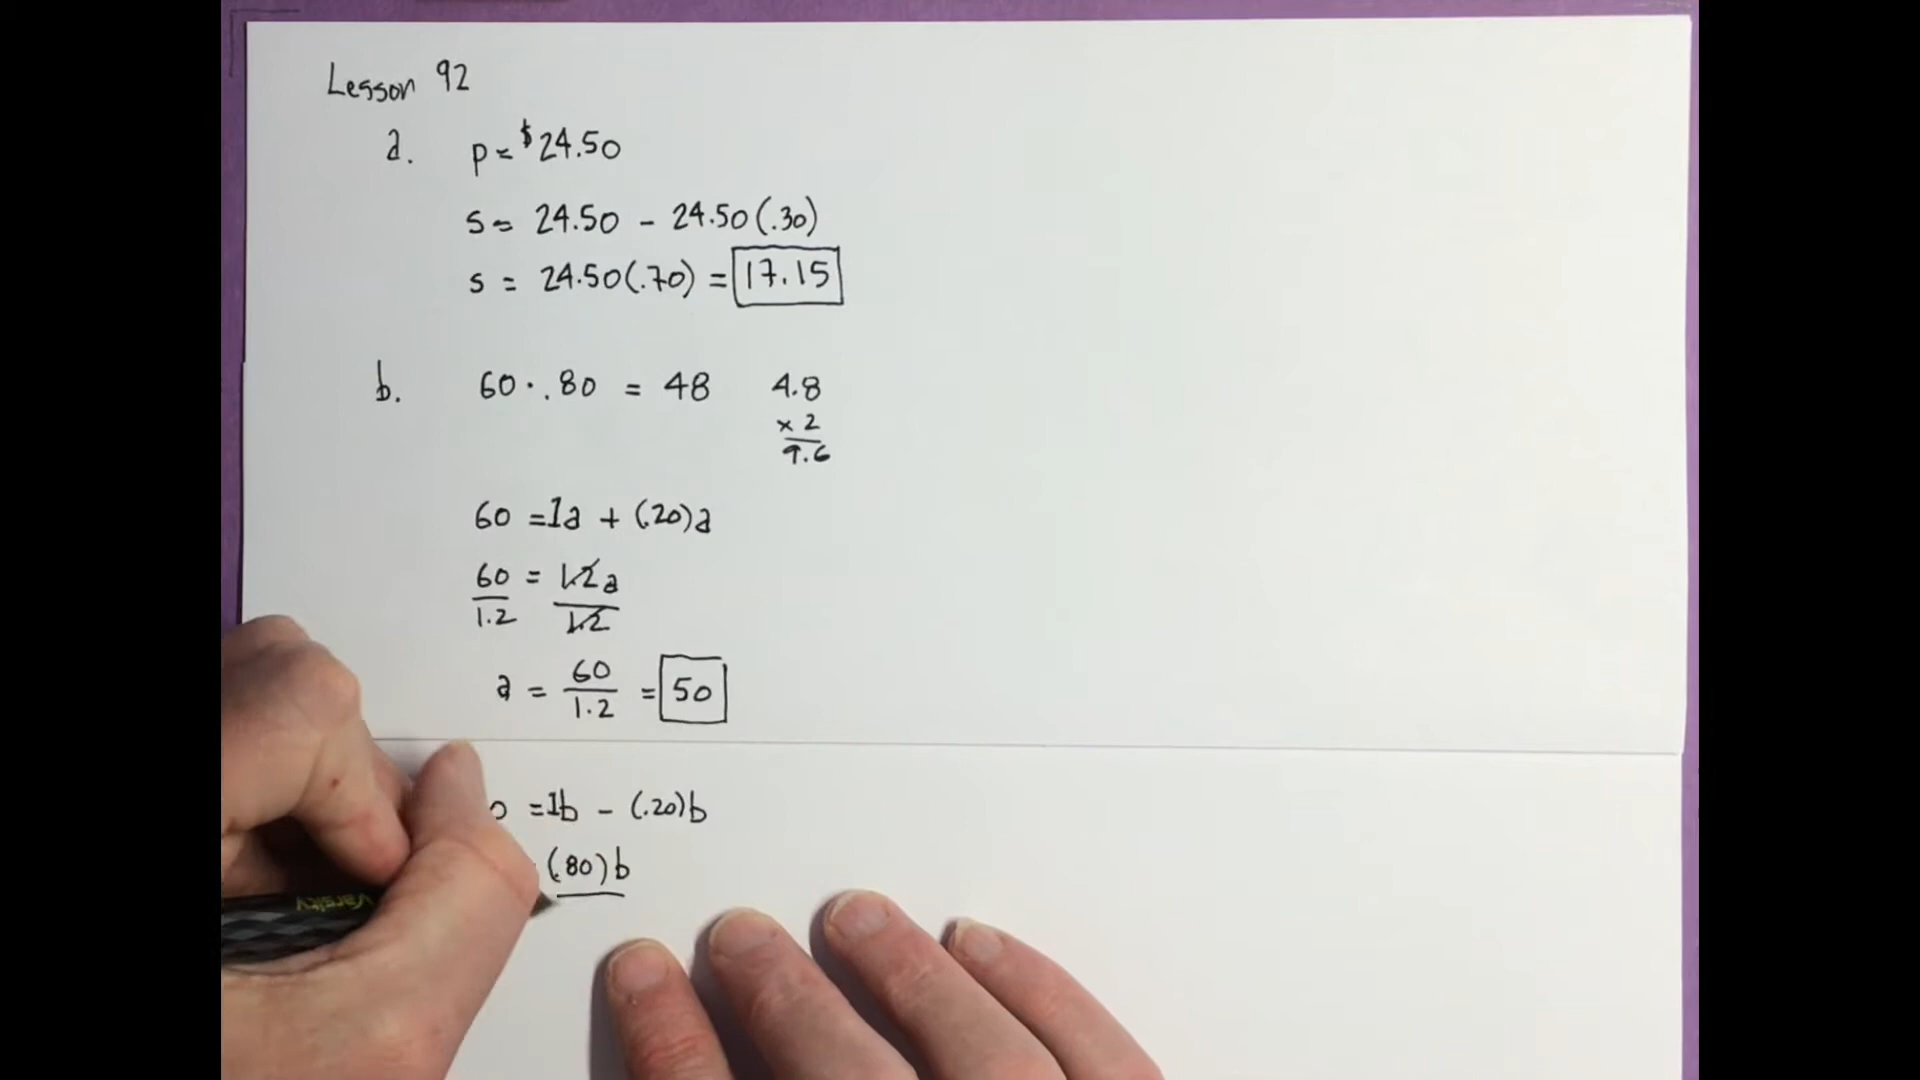 Lesson 92
a. p = $24.50
s = 24.50 - 24.50(.30)
s = 24.50(.70) = 17.15
b. 60 · .80 = 48 4.8
x 2
9.6
60 = 1a + (.20)a
60 = 1.2a
1.2 1.2
a = 60 = 50
1.2
0 = 1b - (.20)b
(.80)b
Varsity